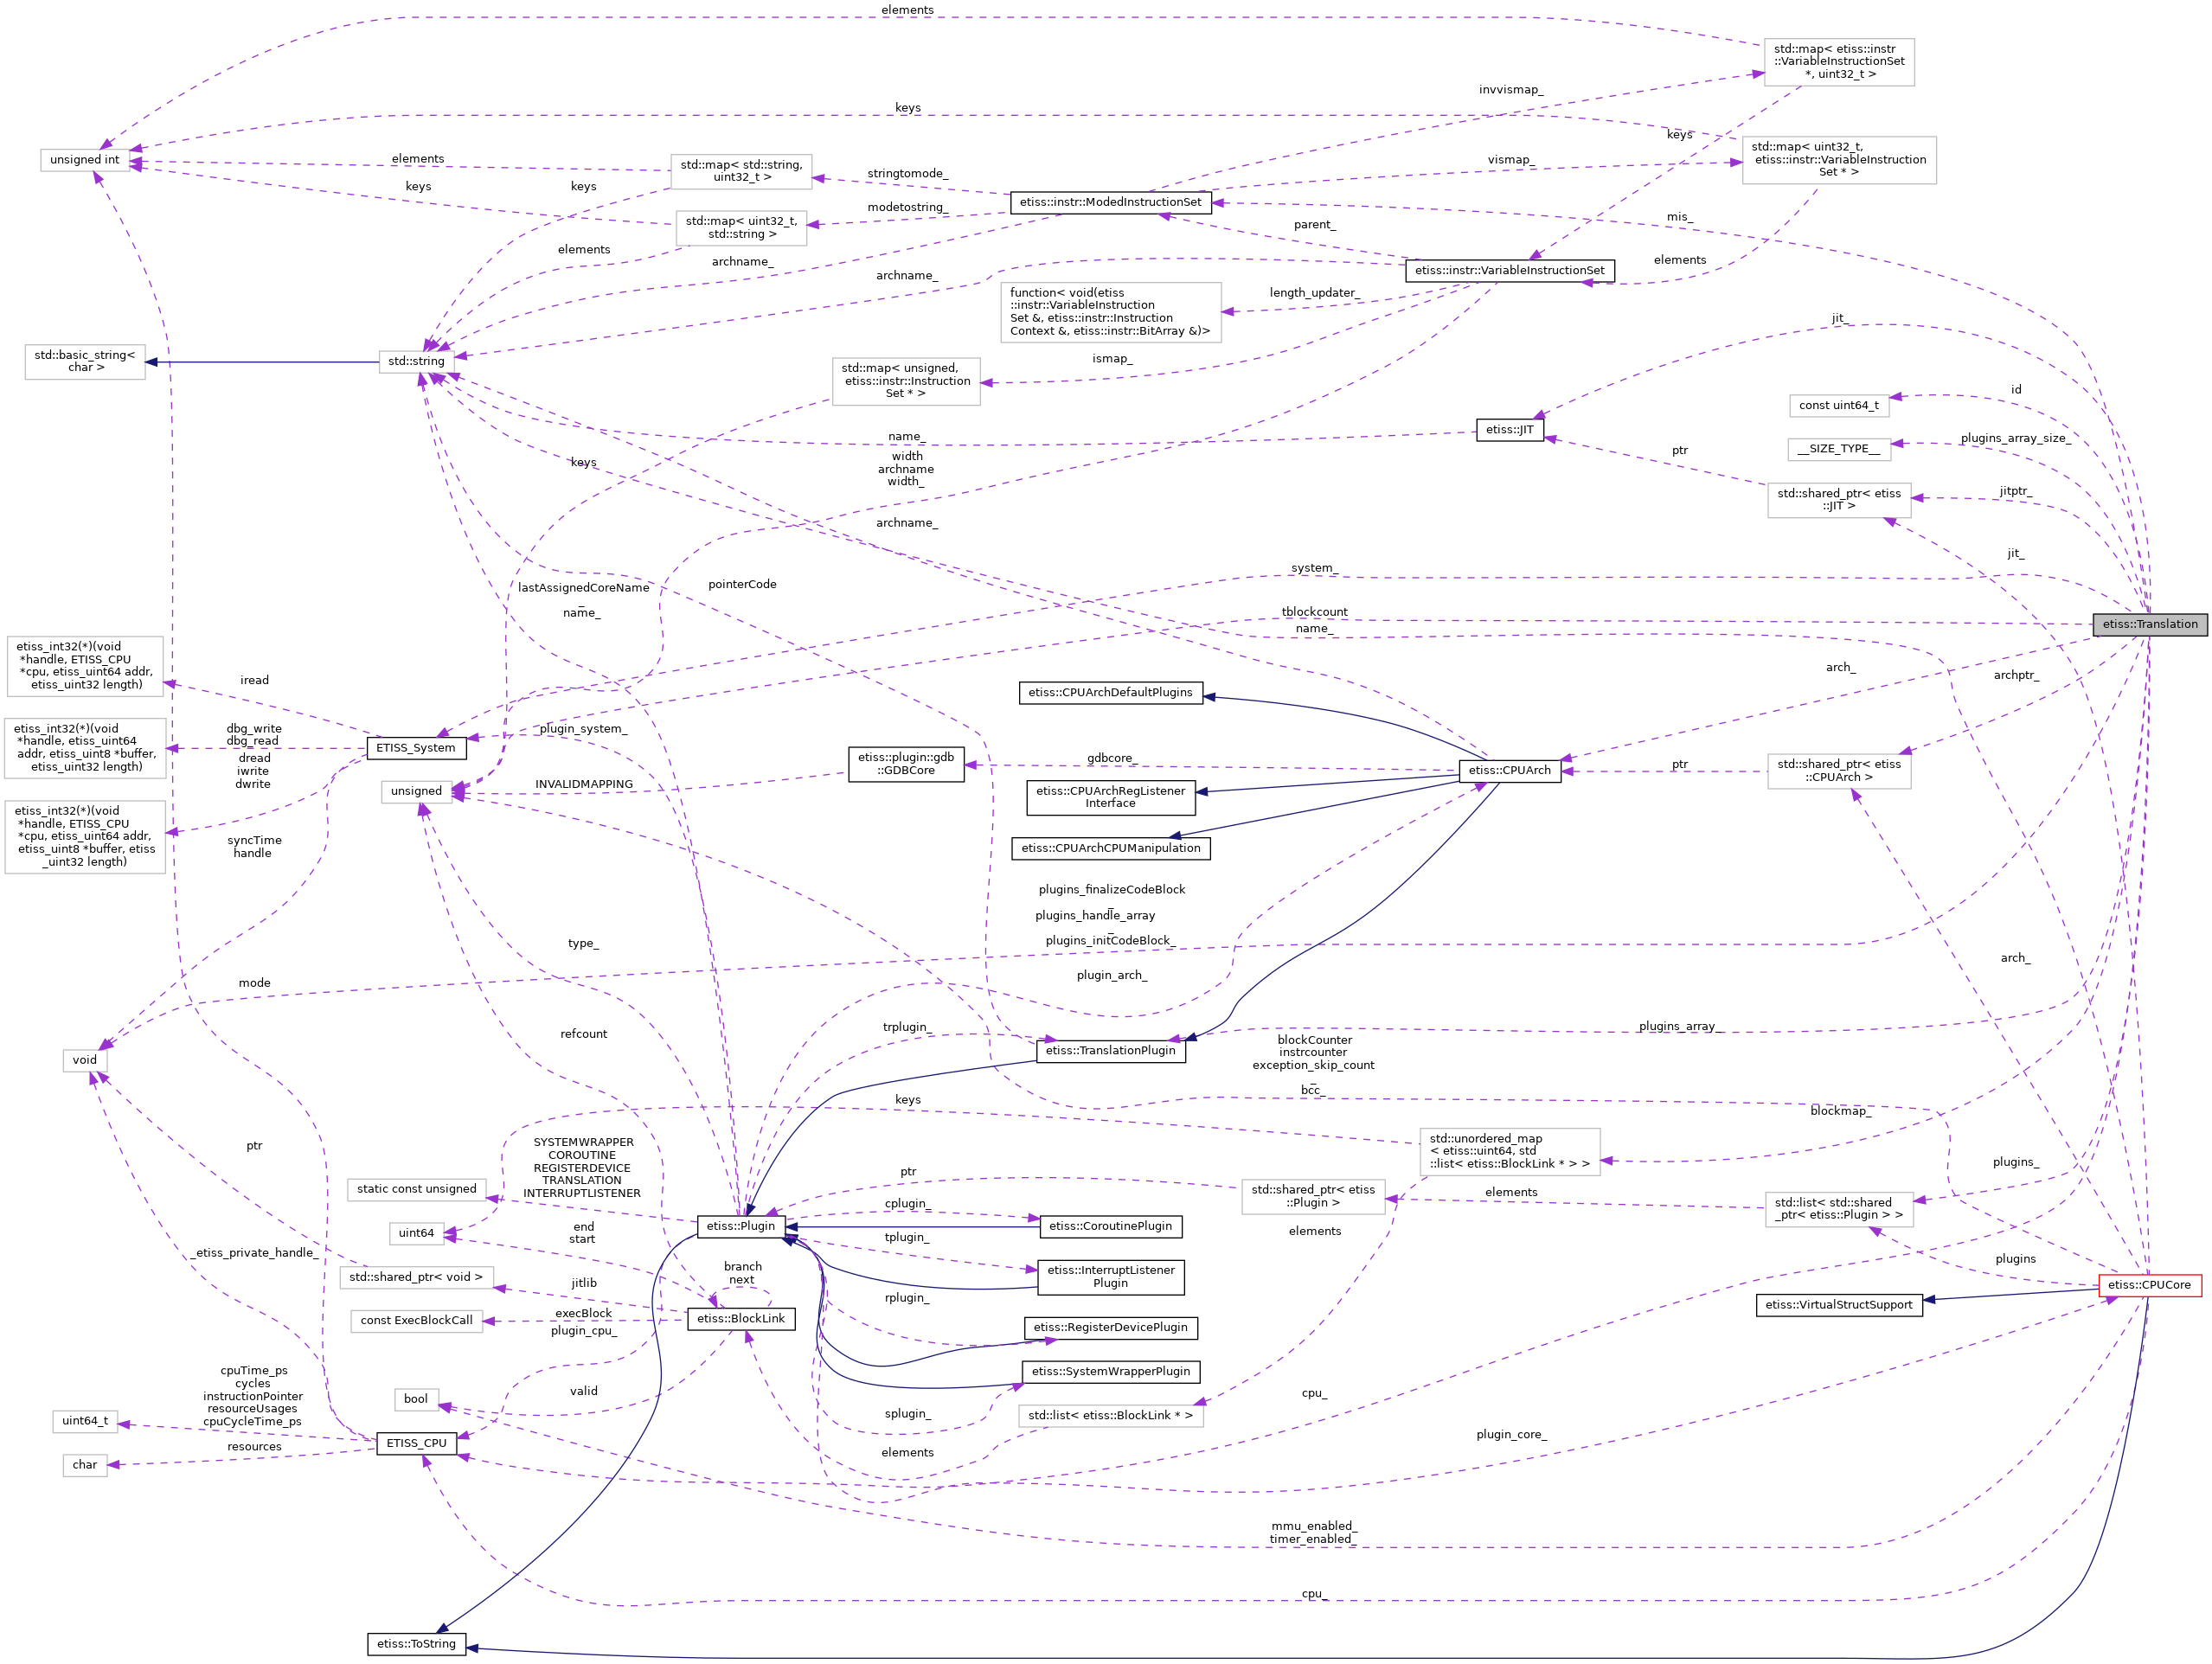 elements
std::map< etiss::instr
::VariableInstructionSet
*, uint32_t >
invvismap_
keys
keys
unsigned int
elements
std::map< std::string,
uint32_t >
stringtomode_
vismap_
std::map< uint32_t,
etiss::instr::VariableInstruction
Set * >
keys
keys
etiss::instr::ModedInstructionSet
modetostring_
std::map< uint32_t,
std::string >
mis_
parent_
elements
archname_
elements
archname_
etiss::instr::VariableInstructionSet
function< void(etiss
::instr::VariableInstruction
Set &, etiss::instr::Instruction
Context &, etiss::instr::BitArray &)>
length_updater_
jit_
std::basic_string<
char >
std::string
ismap_
std::map< unsigned,
etiss::instr::Instruction
Set * >
id
const uint64_t
name_
etiss::JIT
plugins_array_size_
__SIZE_TYPE__
keys
width
archname
width_
ptr
std::shared_ptr< etiss
::JIT >
jitptr_
archname_
jit_
system_
lastAssignedCoreName
_
name_
pointerCode
tblockcount
name_
etiss::Translation
etiss_int32(*)(void
*handle, ETISS_CPU
*cpu, etiss_uint64 addr,
etiss_uint32 length)
iread
arch_
archptr_
etiss::CPUArchDefaultPlugins
etiss_int32(*)(void
*handle, etiss_uint64
addr, etiss_uint8 *buffer,
etiss_uint32 length)
dbg_write
dbg_read
ETISS_System
plugin_system_
dread
iwrite
dwrite
etiss::plugin::gdb
::GDBCore
gdbcore_
etiss::CPUArch
ptr
std::shared_ptr< etiss
::CPUArch >
unsigned
INVALIDMAPPING
etiss::CPUArchRegListener
Interface
etiss_int32(*)(void
*handle, ETISS_CPU
*cpu, etiss_uint64 addr,
etiss_uint8 *buffer, etiss
_uint32 length)
syncTime
handle
etiss::CPUArchCPUManipulation
plugins_finalizeCodeBlock
_
plugins_handle_array
_
plugins_initCodeBlock_
type_
arch_
mode
plugin_arch_
void
refcount
trplugin_
etiss::TranslationPlugin
plugins_array_
blockCounter
instrcounter
exception_skip_count
_
bcc_
keys
blockmap_
ptr
SYSTEMWRAPPER
COROUTINE
REGISTERDEVICE
TRANSLATION
INTERRUPTLISTENER
std::unordered_map
< etiss::uint64, std
::list< etiss::BlockLink * > >
ptr
plugins_
static const unsigned
std::shared_ptr< etiss
::Plugin >
elements
std::list< std::shared
_ptr< etiss::Plugin > >
uint64
end
start
etiss::Plugin
cplugin_
etiss::CoroutinePlugin
elements
_etiss_private_handle_
tplugin_
plugins
std::shared_ptr< void >
jitlib
branch
next
etiss::InterruptListener
Plugin
etiss::CPUCore
rplugin_
etiss::VirtualStructSupport
const ExecBlockCall
execBlock
etiss::BlockLink
plugin_cpu_
etiss::RegisterDevicePlugin
etiss::SystemWrapperPlugin
cpuTime_ps
cycles
instructionPointer
resourceUsages
cpuCycleTime_ps
bool
valid
cpu_
uint64_t
splugin_
std::list< etiss::BlockLink * >
ETISS_CPU
resources
char
elements
plugin_core_
mmu_enabled_
timer_enabled_
cpu_
etiss::ToString